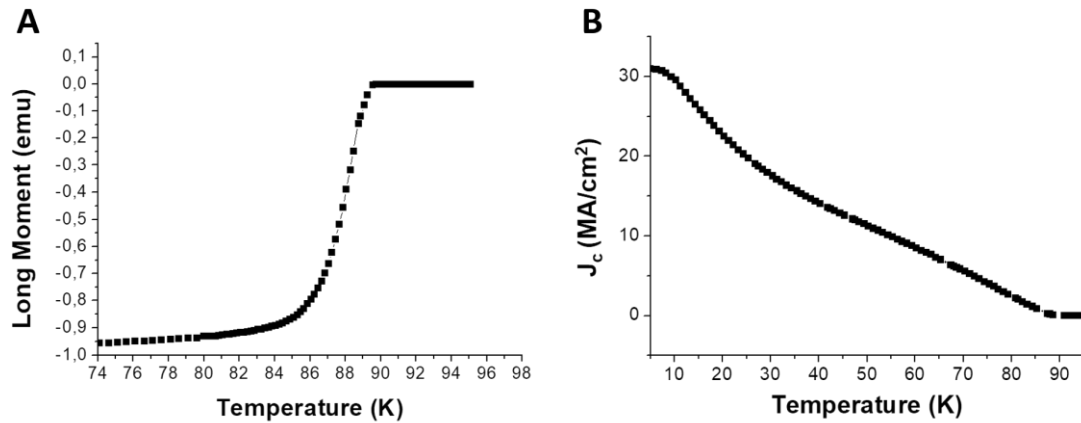 A
0,1
0,0
-0,1
-0,2
-0,3
-0,4
-0,5
-0,6
-0,7
-0,8
-0,9
-1,0
Long Moment (emu)
74 76 78 80 82 84 86 88 90 92 94 96 98
Temperature (K)
B
30
20
10
0
J_c (MA/cm²)
10 20 30 40 50 60 70 80 90
Temperature (K)